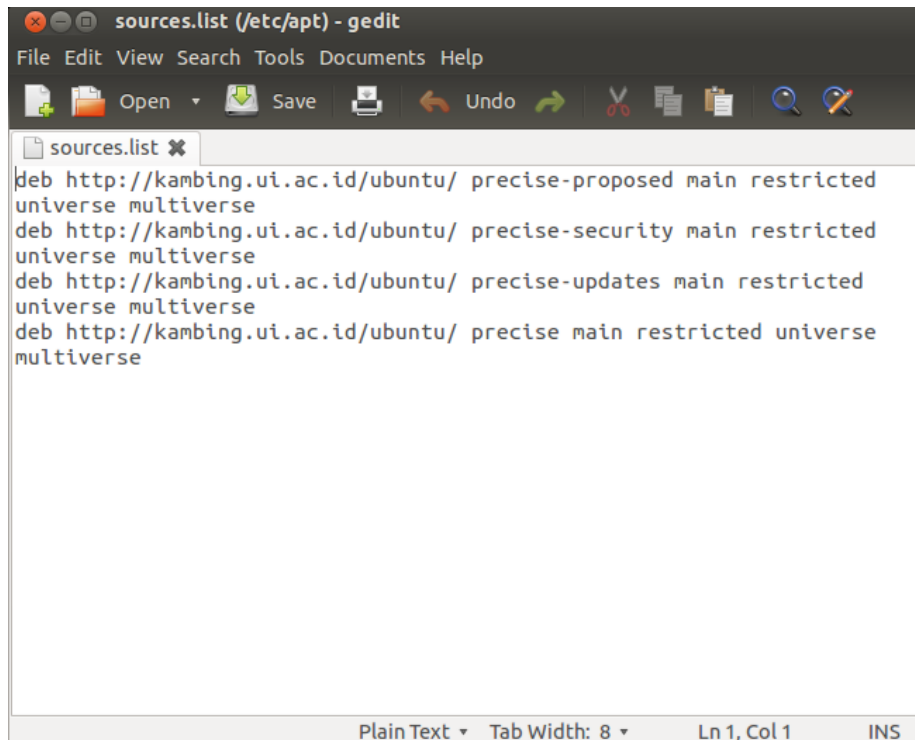 sources.list (/etc/apt) - gedit
File Edit View Search Tools Documents Help
Open Save Undo
sources.list
deb http://kambing.ui.ac.id/ubuntu/ precise-proposed main restricted
universe multiverse
deb http://kambing.ui.ac.id/ubuntu/ precise-security main restricted
universe multiverse
deb http://kambing.ui.ac.id/ubuntu/ precise-updates main restricted
universe multiverse
deb http://kambing.ui.ac.id/ubuntu/ precise main restricted universe
multiverse
Plain Text Tab Width: 8 Ln 1, Col 1 INS